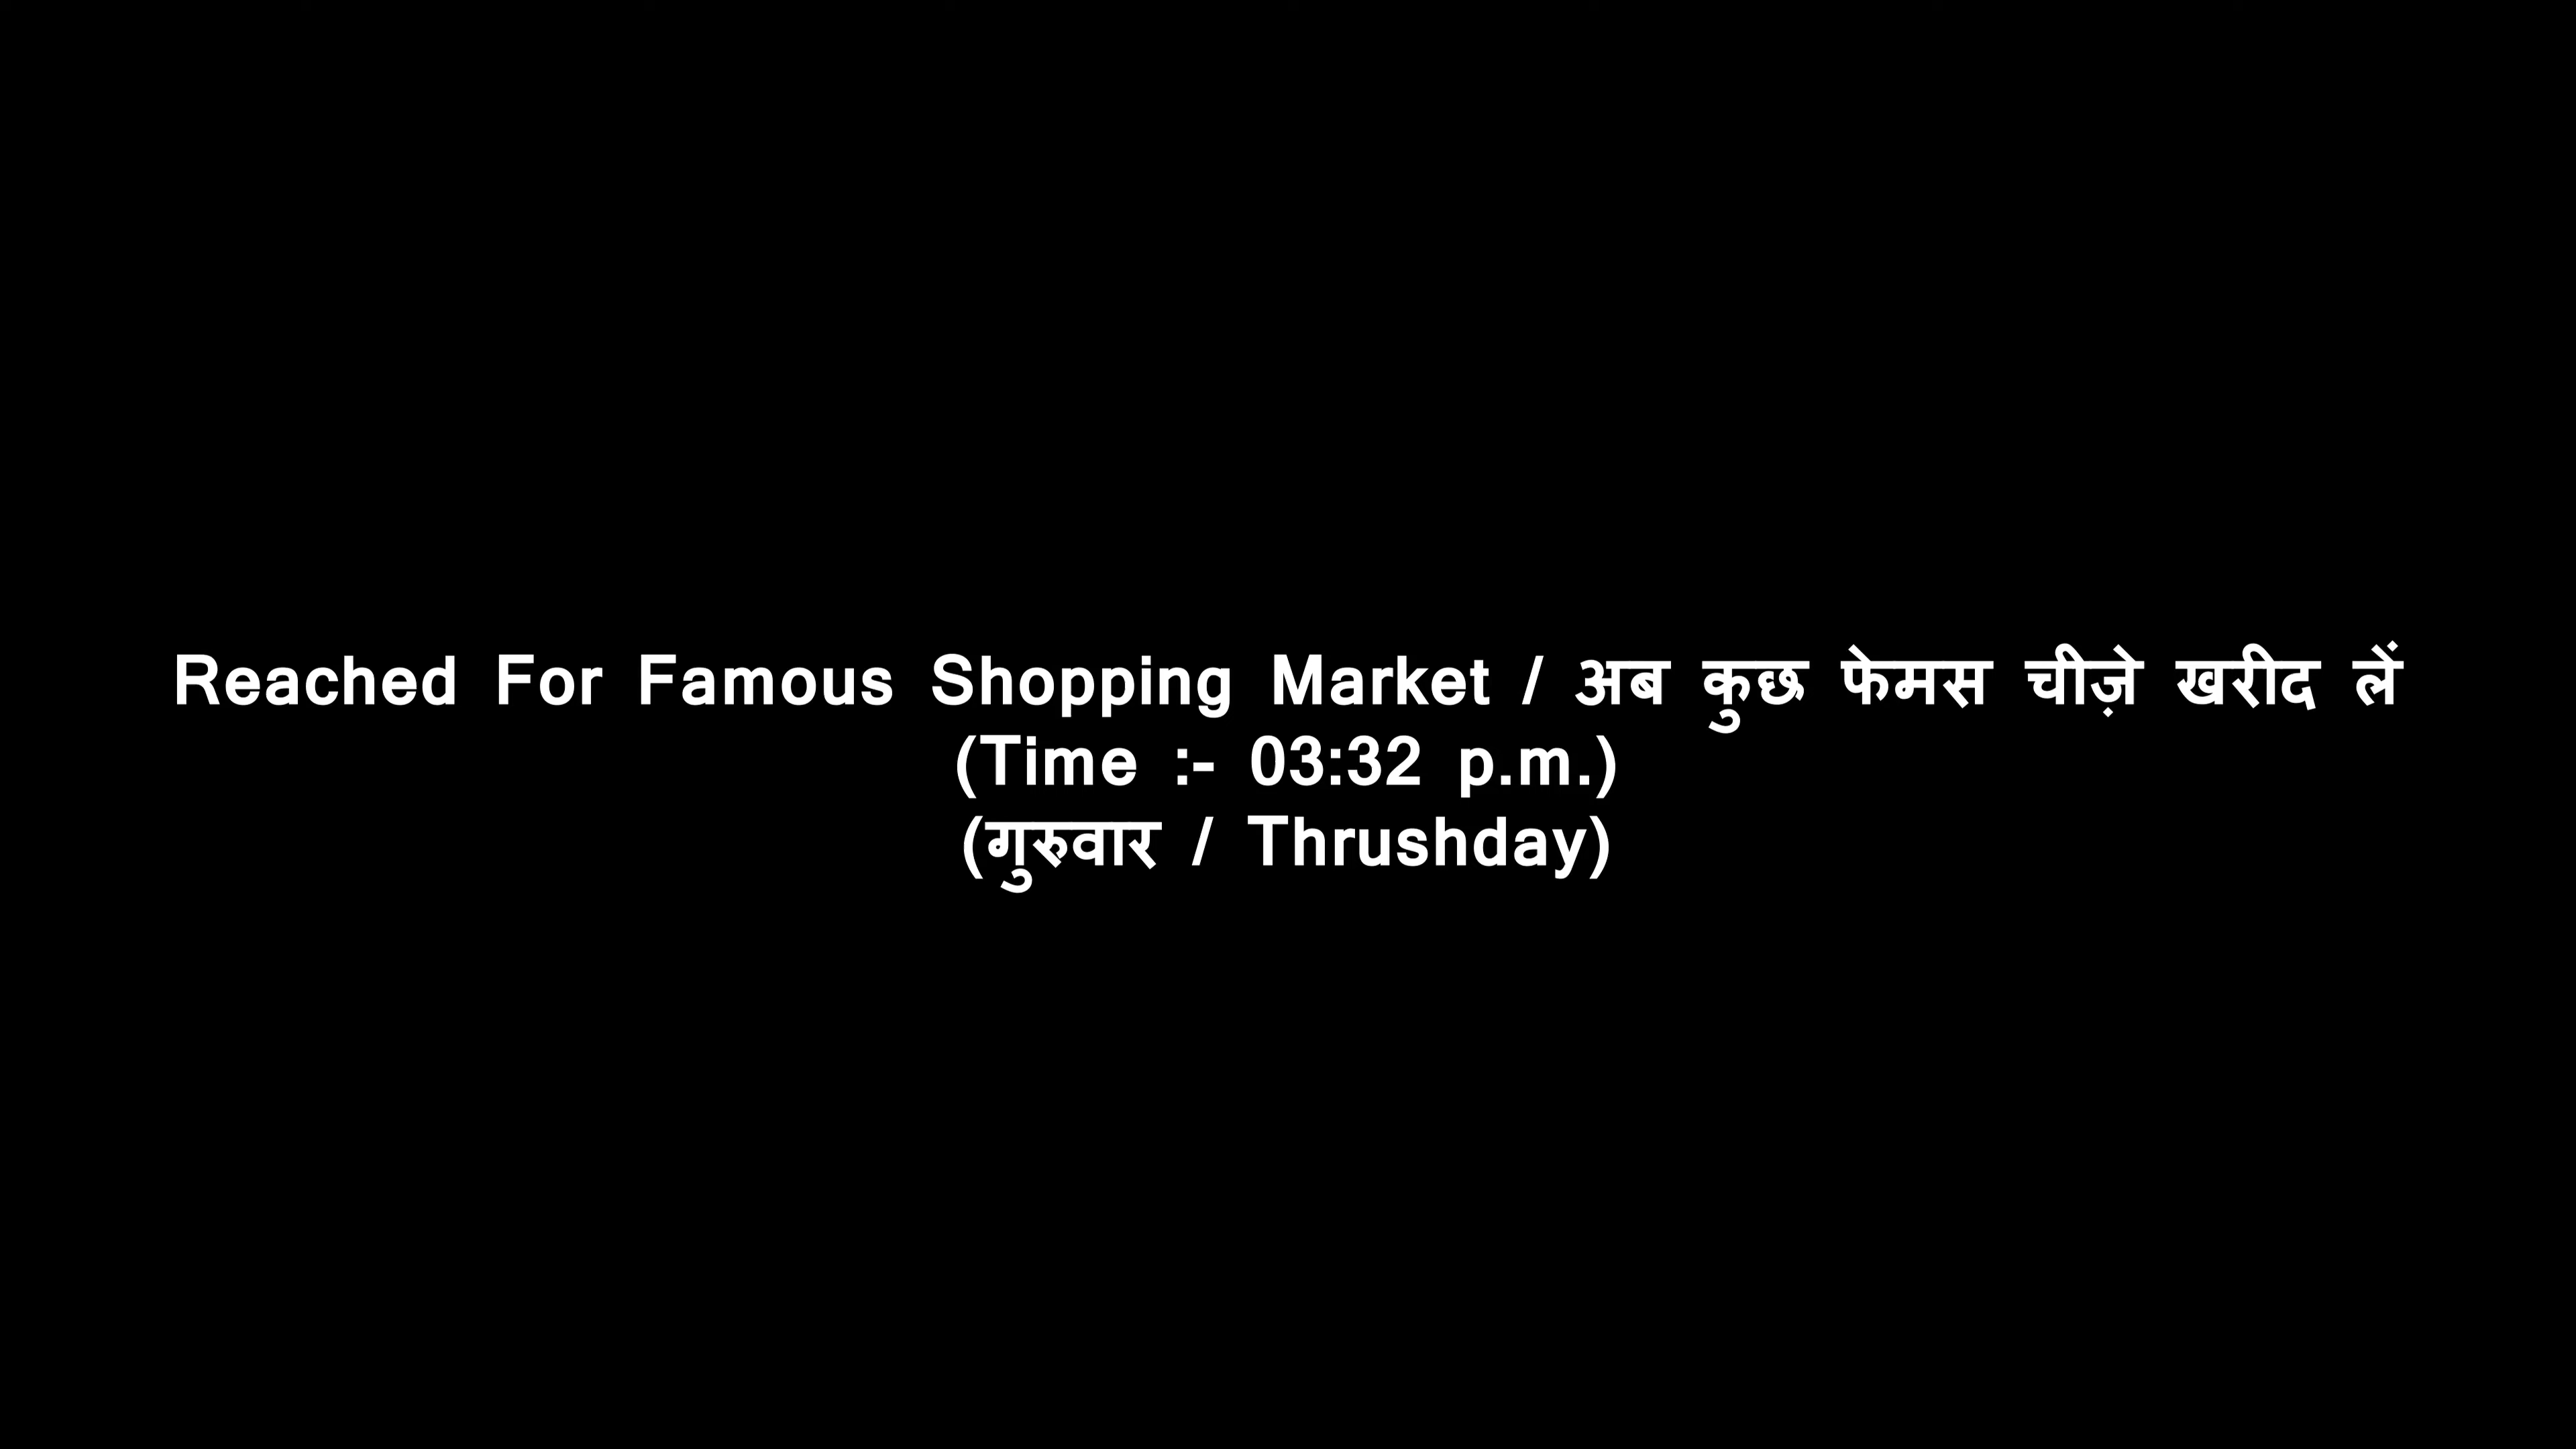 Reached For Famous Shopping Market / अब कुछ फेमस चीज़े खरीद लें
(Time :- 03:32 p.m.)
(गुरुवार / Thrushday)